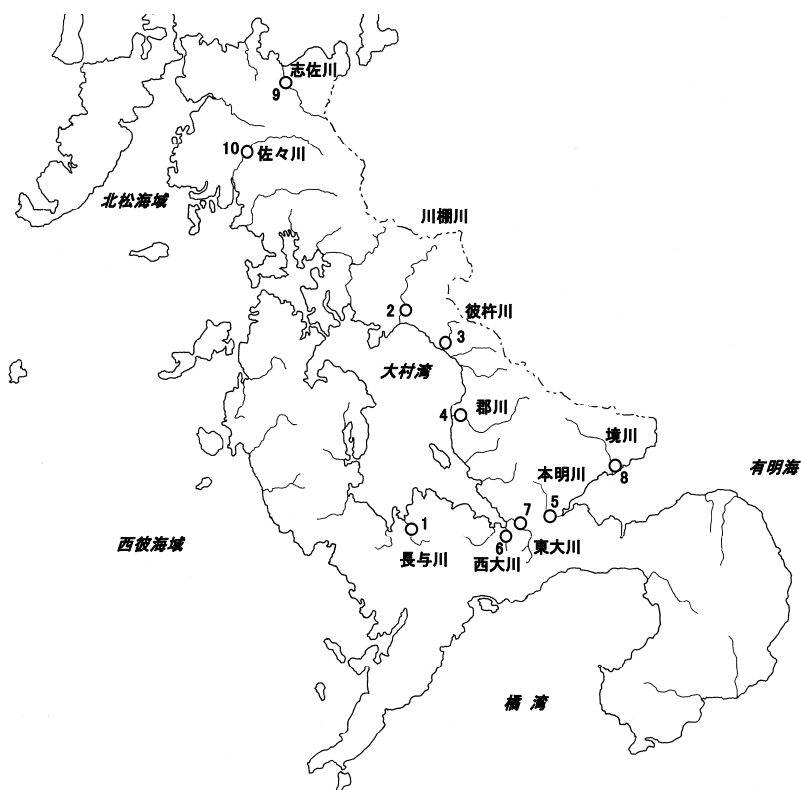 志佐川
9
10
佐々川
北松海域
川棚川
2
彼杵川
3
大村湾
4
郡川
境川
8
有明海
本明川
5
7
1
6
東大川
長与川
西大川
西彼海域
橘 湾